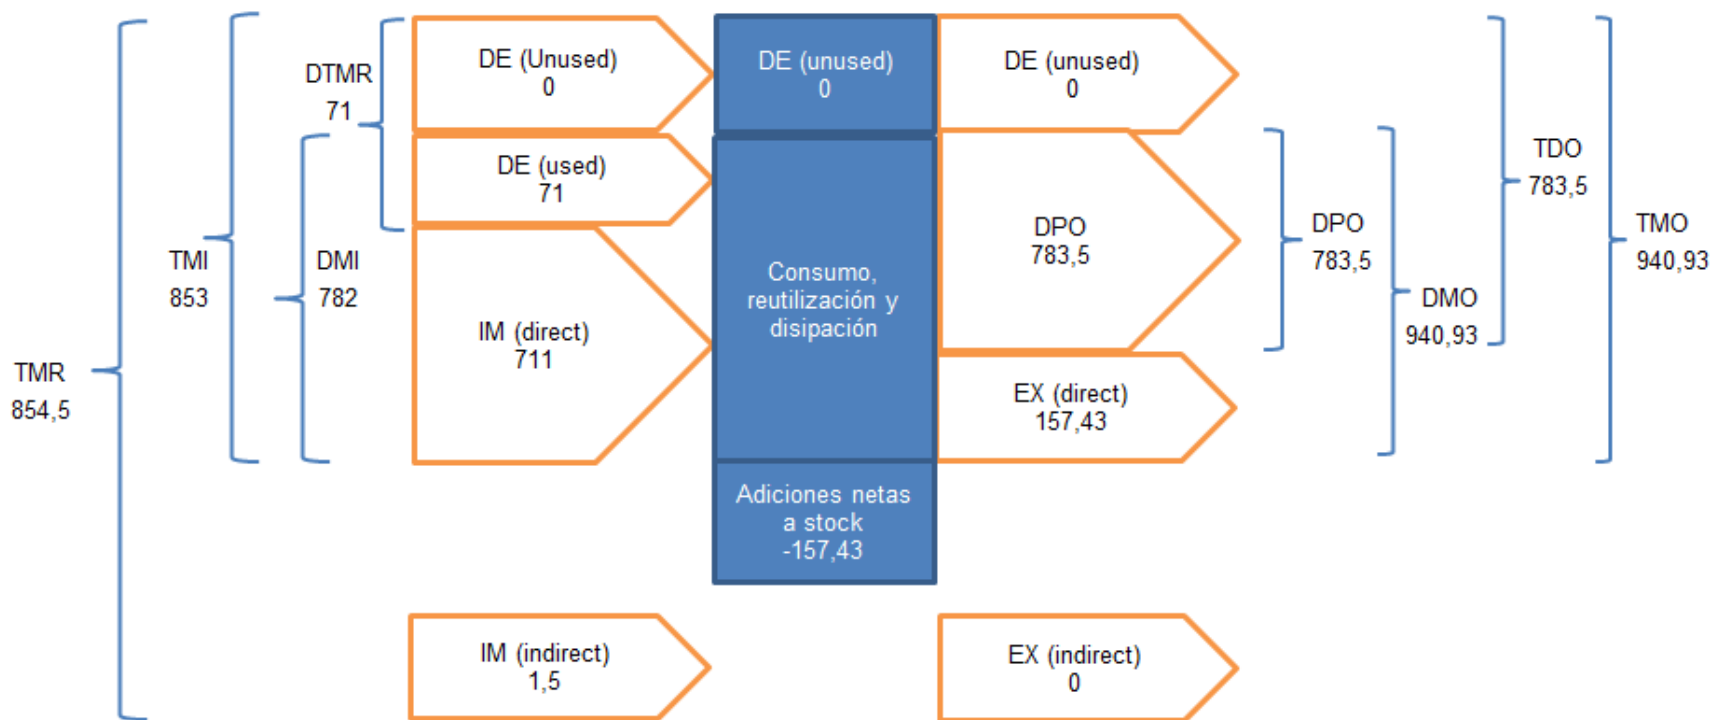 TMR
854,5
TMI
853
DMI
782
DTMR
71
DE (Unused)
0
DE (used)
71
IM (direct)
711
IM (indirect)
1,5
DE (unused)
0
Consumo,
reutilización y
disipación
Adiciones netas
a stock
-157,43
DE (unused)
0
DPO
783,5
EX (direct)
157,43
EX (indirect)
0
DPO
783,5
DMO
940,93
TDO
783,5
TMO
940,93